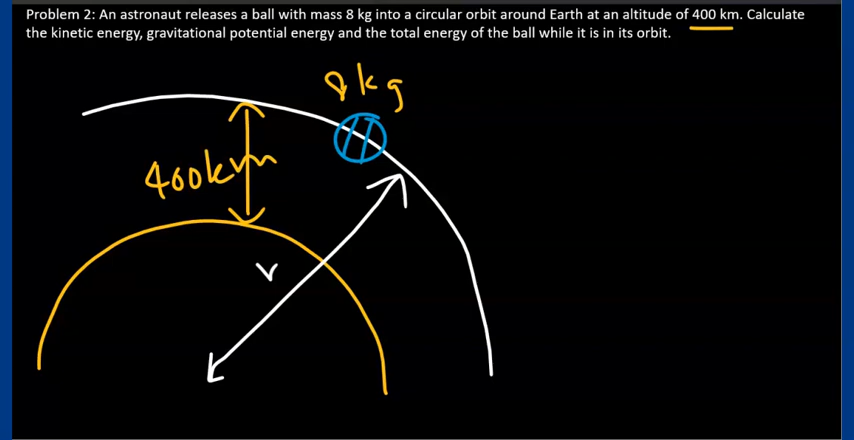 Problem 2: An astronaut releases a ball with mass 8 kg into a circular orbit around Earth at an altitude of 400 km. Calculate
the kinetic energy, gravitational potential energy and the total energy of the ball while it is in its orbit.
8kg
400km
r